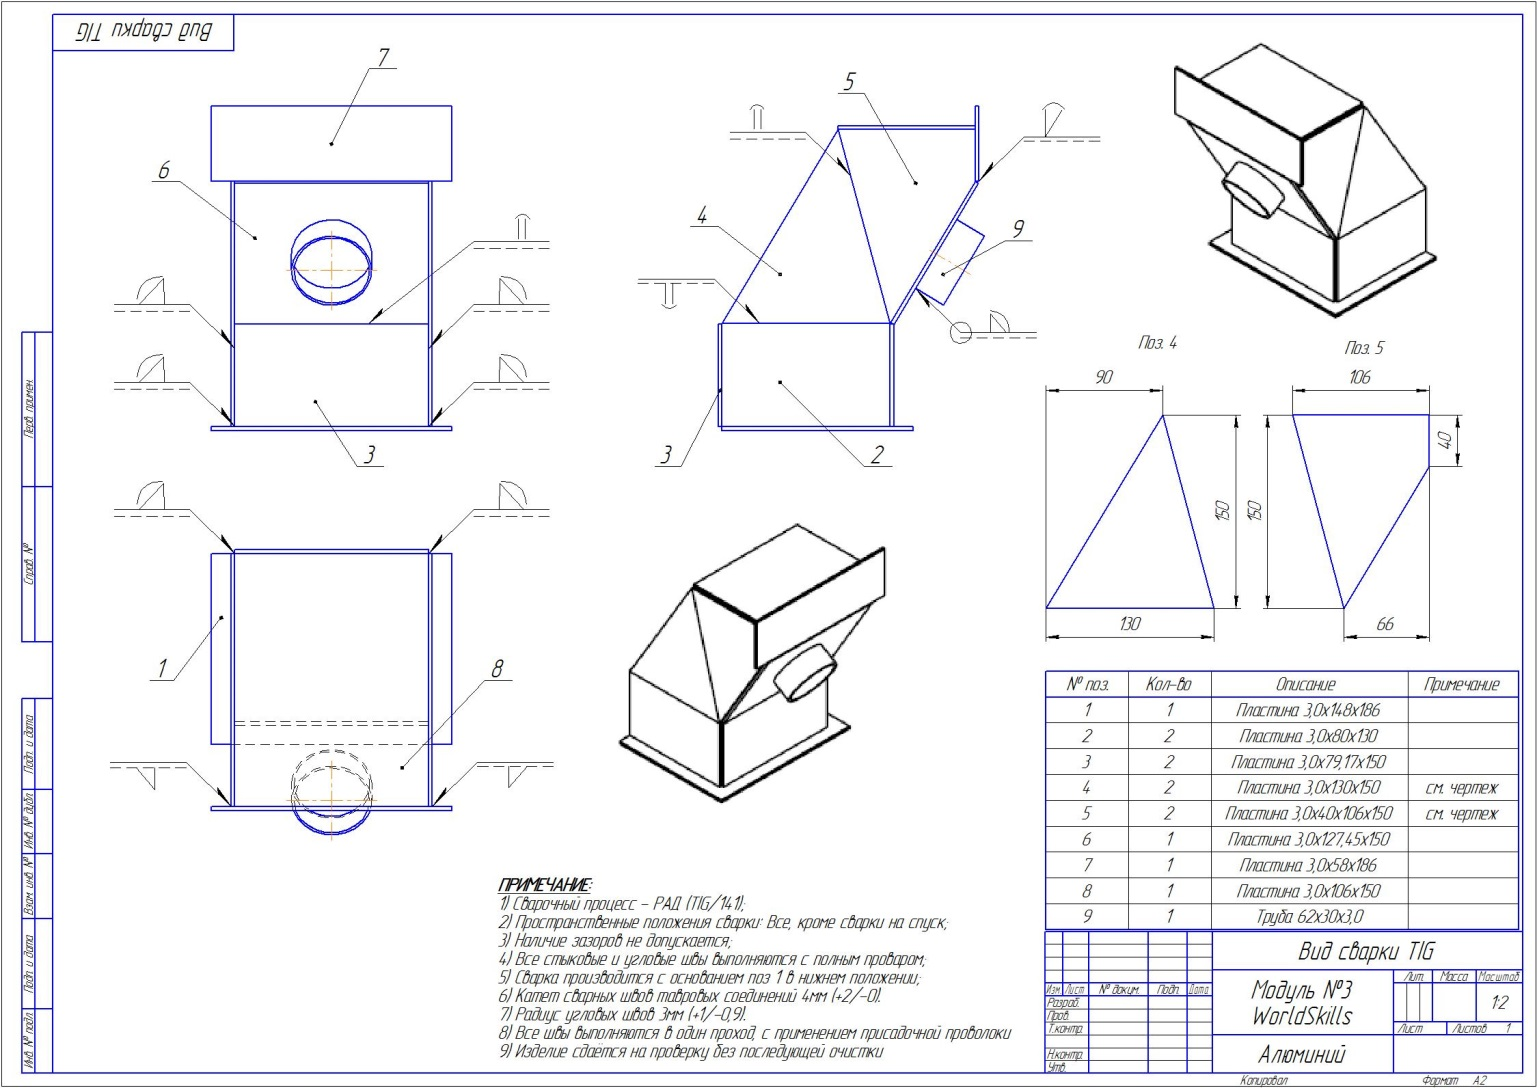 Вид сварки TIG
7
6
3
5
4
9
3
2
1
8
Поз. 4
90
150
130
Поз. 5
106
40
150
66
№ поз. Кол-во Описание Примечание
1 1 Пластина 3,0х148х186
2 2 Пластина 3,0х80х130
3 2 Пластина 3,0х79,17х150
4 2 Пластина 3,0х130х150 см. чертеж
5 2 Пластина 3,0х40х106х150 см. чертеж
6 1 Пластина 3,0х127,45х150
7 1 Пластина 3,0х58х186
8 1 Пластина 3,0х106х150
9 1 Труба 62х30х3,0
ПРИМЕЧАНИЕ:
1) Сварочный процесс – РАД (TIG/141);
2) Пространственные положения сварки: Все, кроме сварки на спуск;
3) Наличие зазоров не допускается;
4) Все стыковые и угловые швы выполняются с полным проваром;
5) Сварка производится с основанием поз 1 в нижнем положении;
6) Катет сварных швов тавровых соединений 4мм (+2/-0).
7) Радиус угловых швов 3мм (+1/-0,9).
8) Все швы выполняются в один проход, с применением присадочной проволоки
9) Изделие сдаётся на проверку без последующей очистки
Вид сварки TIG
Изм. Лист № докум. Подп. Дата
Разраб.
Пров.
Т.контр.
Н.контр.
Утв.
Модуль №3
WorldSkills
Лит. Масса Масштаб
1:2
Лист Листов 1
Алюминий
Копировал Формат А2
Перв. примен.
Справ. №
Подп. и дата
Инв. № дубл.
Взам. инв. №
Подп. и дата
Инв. № подл.